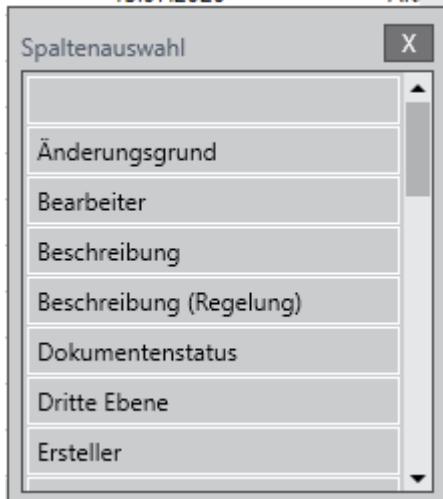 Spaltenauswahl X
Änderungsgrund
Bearbeiter
Beschreibung
Beschreibung (Regelung)
Dokumentenstatus
Dritte Ebene
Ersteller